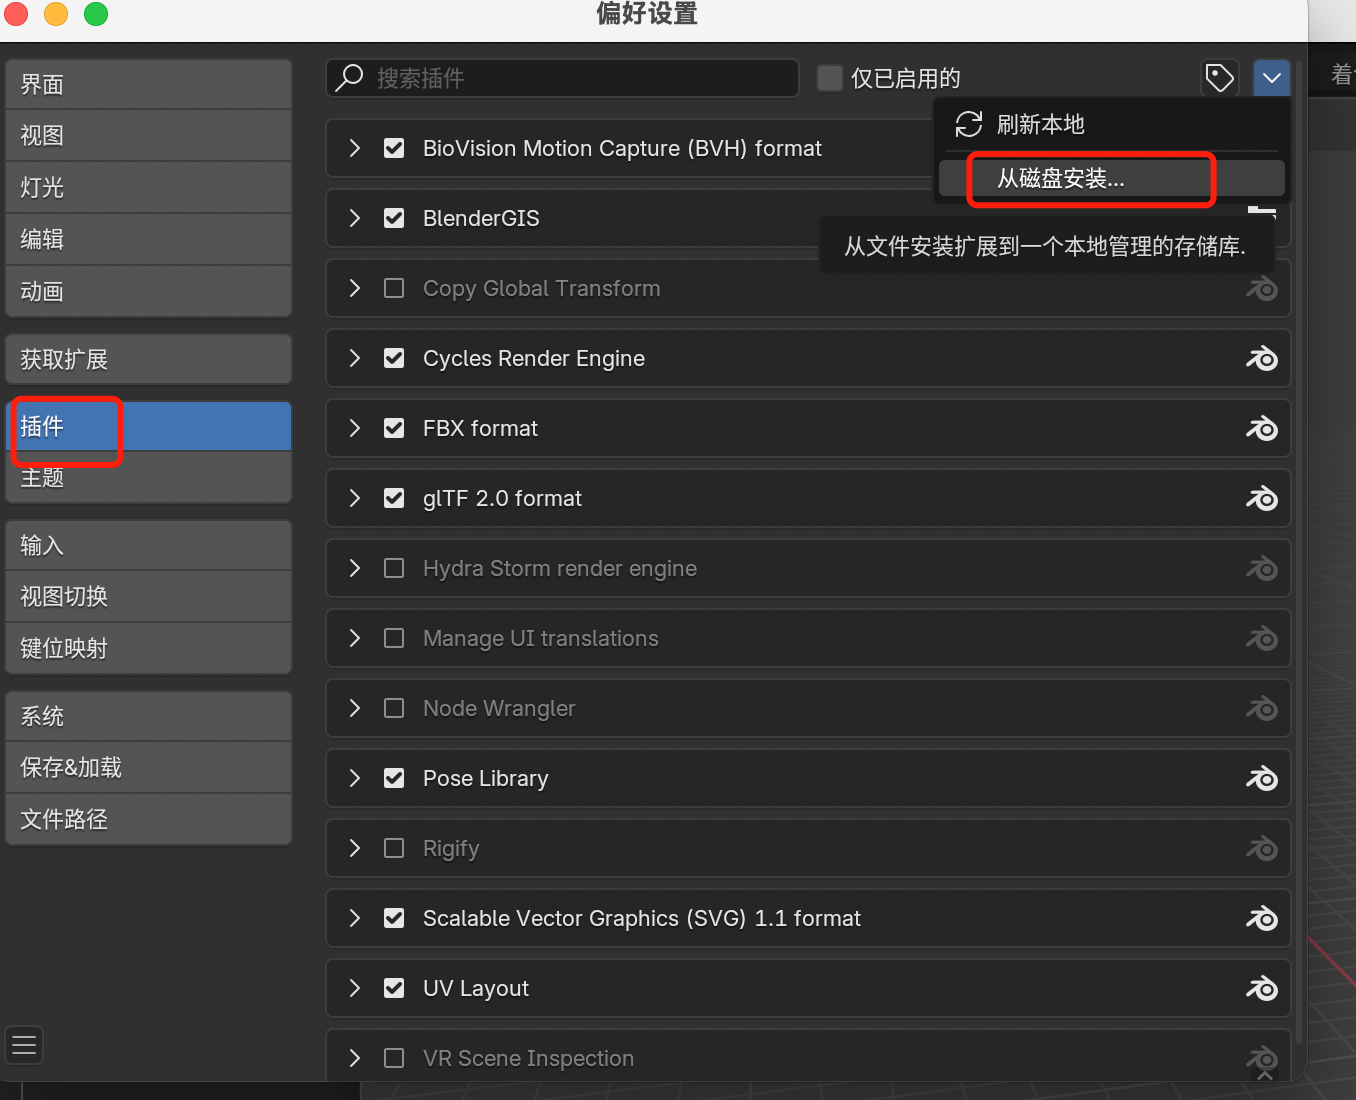 偏好设置
界面
视图
灯光
编辑
动画
获取扩展
插件
主题
输入
视图切换
键位映射
系统
保存&加载
文件路径
搜索插件
仅已启用的
刷新本地
从磁盘安装...
从文件安装扩展到一个本地管理的存储库.
BioVision Motion Capture (BVH) format
BlenderGIS
Copy Global Transform
Cycles Render Engine
FBX format
glTF 2.0 format
Hydra Storm render engine
Manage UI translations
Node Wrangler
Pose Library
Rigify
Scalable Vector Graphics (SVG) 1.1 format
UV Layout
VR Scene Inspection
着